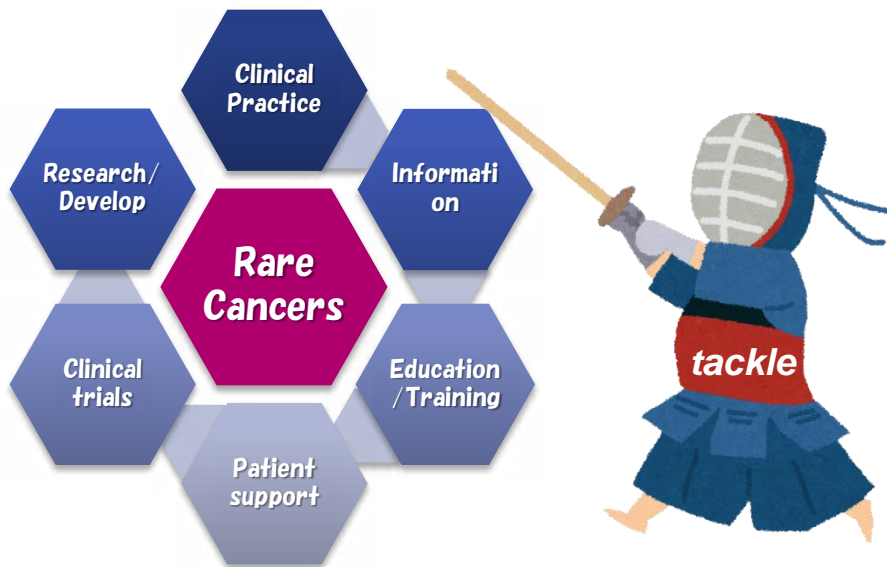 Clinical
Practice
Informati
on
Education
/Training
Patient
support
Clinical
trials
Research/
Develop
Rare
Cancers
tackle